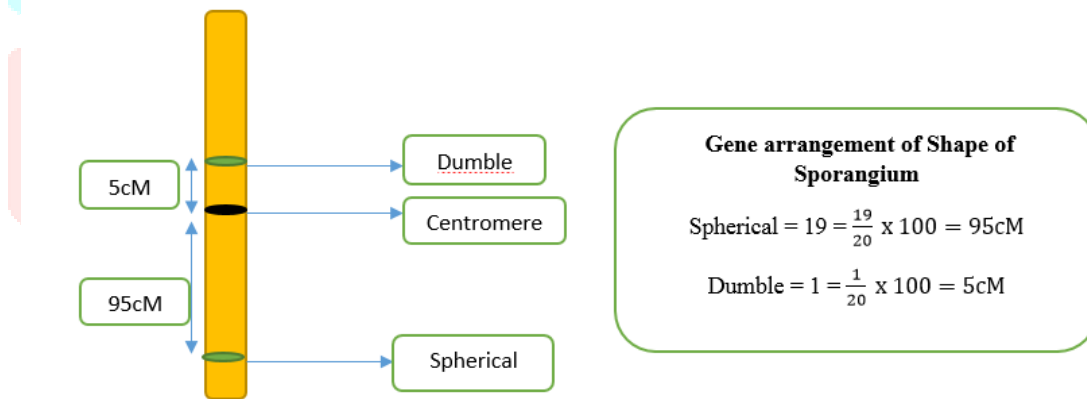 5cM
95cM
Dumble
Centromere
Spherical
Gene arrangement of Shape of
Sporangium
Spherical = 19 = 19/20 x 100 = 95cM
Dumble = 1 = 1/20 x 100 = 5cM